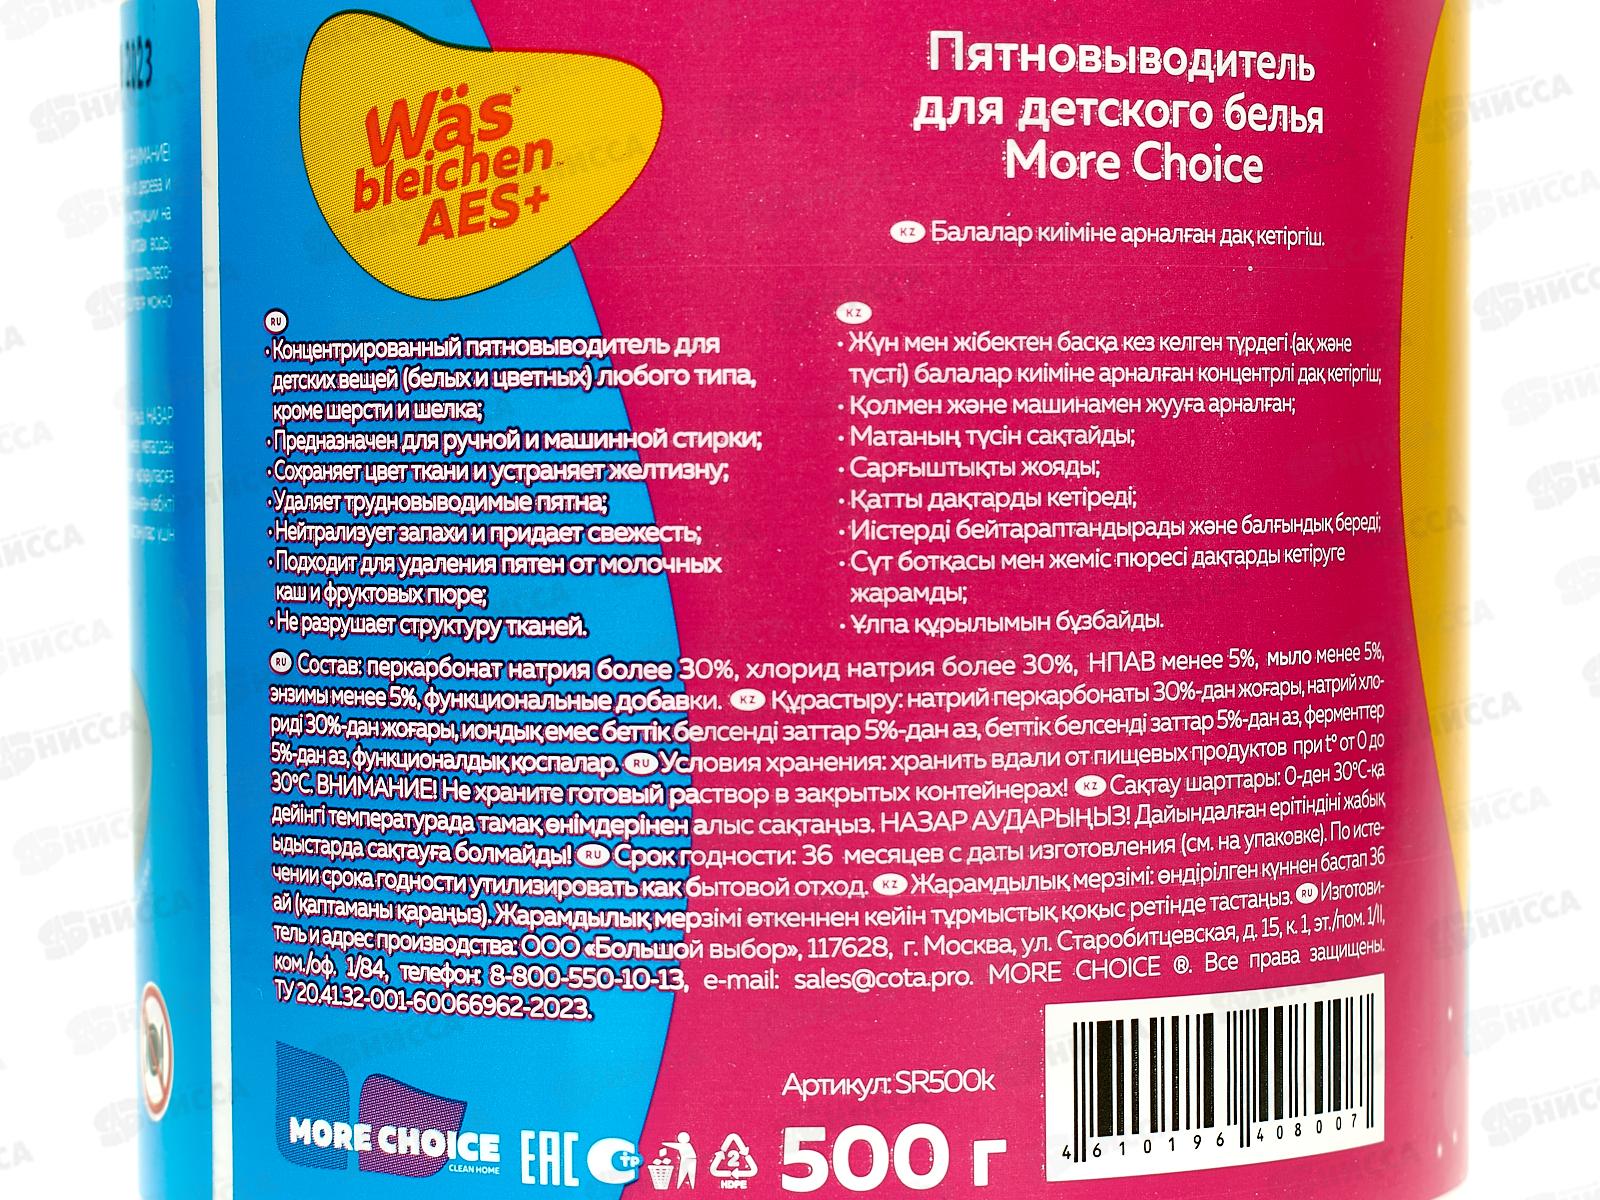 Wäs
bleichen
AES+
Пятновыводитель
для детского белья
More Choice
KZ Балалар киіміне арналған дақ кетіргіш.
RU
•Концентрированный пятновыводитель для
детских вещей (белых и цветных) любого типа,
кроме шерсти и шелка;
•Предназначен для ручной и машинной стирки;
•Сохраняет цвет ткани и устраняет желтизну;
•Удаляет трудновыводимые пятна;
•Нейтрализует запахи и придает свежесть;
•Подходит для удаления пятен от молочных
каш и фруктовых пюре;
•Не разрушает структуру тканей.
KZ
• Жүн мен жібектен басқа кез келген түрдегі (ақ және
түсті) балалар киіміне арналған концентрлі дақ кетіргіш;
• Қолмен және машинамен жууға арналған;
• Матаның түсін сақтайды;
• Сарғыштықты жояды;
• Қатты дақтарды кетіреді;
• Иістерді бейтараптандырады және балғындық береді;
• Сүт ботқасы мен жеміс пюресі дақтарды кетіруге
жарамды;
• Ұлпа құрылымын бұзбайды.
RU Состав: перкарбонат натрия более 30%, хлорид натрия более 30%, НПАВ менее 5%, мыло менее 5%,
энзимы менее 5%, функциональные добавки. KZ Құрастыру: натрий перкарбонаты 30%-дан жоғары, натрий хло-
риді 30%-дан жоғары, иондық емес беттік белсенді заттар 5%-дан аз, беттік белсенді заттар 5%-дан аз, ферменттер
5%-дан аз, функционалдық қоспалар. RU Условия хранения: хранить вдали от пищевых продуктов при t° от 0 до
30°С. ВНИМАНИЕ! Не храните готовый раствор в закрытых контейнерах! KZ Сақтау шарттары: 0-ден 30°С-қа
дейінгі температурада тамақ өнімдерінен алыс сақтаңыз. НАЗАР АУДАРЫҢЫЗ! Дайындалған ерітіндіні жабық
ыдыстарда сақтауға болмайды! RU Срок годности: 36 месяцев с даты изготовления (см. на упаковке). По исте-
чении срока годности утилизировать как бытовой отход. KZ Жарамдылық мерзімі: өндірілген күннен бастап 36
ай (қаптаманы қараңыз). Жарамдылық мерзімі өткеннен кейін тұрмыстық қоқыс ретінде тастаңыз. RU Изготови-
тель и адрес производства: ООО «Большой выбор», 117628, г. Москва, ул. Старобитцевская, д. 15, к. 1, эт./пом. 1/II,
ком./оф. 1/84, телефон: 8-800-550-10-13, e-mail: sales@cota.pro. MORE CHOICE ®. Все права защищены.
ТУ 20.41.32-001-60066962-2023.
MORE CHOICE
CLEAN HOME
EAC
тр
2
HDPE
Артикул: SR500k
500 г
4 610196 408007